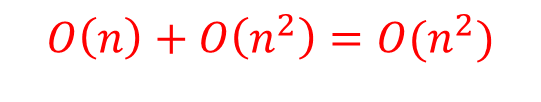 O(n) + O(n²) = O(n²)